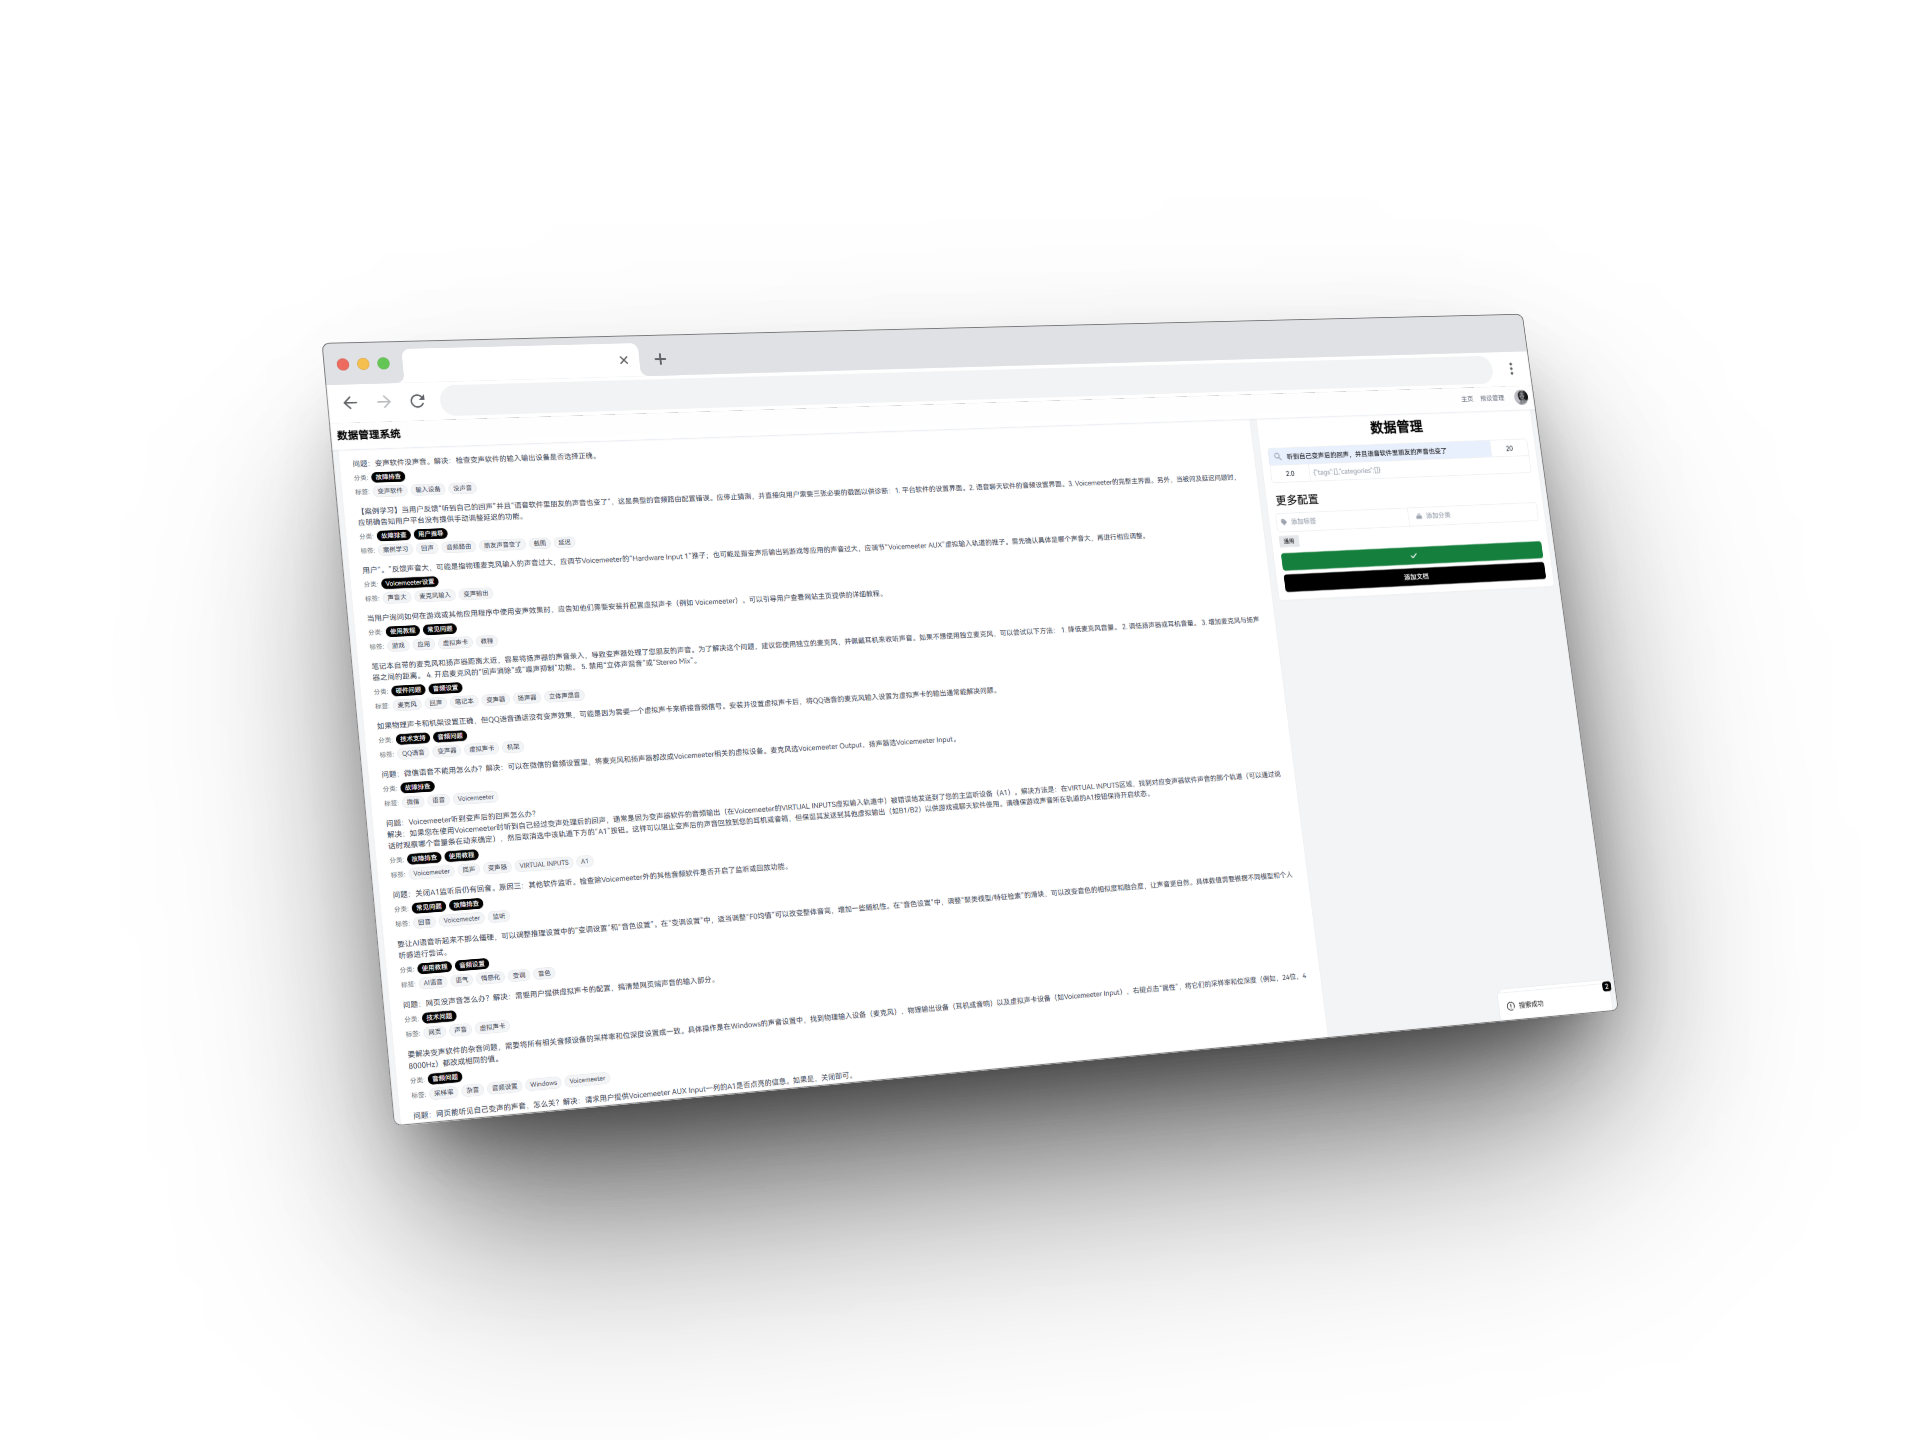 主页 预设管理
数据管理系统
问题：变声软件没声音。解决：检查变声软件的输入输出设备是否选择正确。
分类: 故障排查
标签: 变声软件 输入设备 没声音
【案例学习】当用户反馈“听到自己的回声”并且“语音软件里朋友的声音也变了”，这是典型的音频路由配置错误。应停止猜测，并直接向用户索要三张必要的截图以供诊断：1. 平台软件的设置界面。2. 语音聊天软件的音频设置界面。3. Voicemeeter的完整主界面。另外，当被问及延迟问题时，
应明确告知用户平台没有提供手动调整延迟的功能。
分类: 故障排查 用户指导
标签: 案例学习 回声 音频路由 朋友声音变了 截图 延迟
用户“。”反馈声音大，可能是指物理麦克风输入的声音过大，应调节Voicemeeter的“Hardware Input 1”推子；也可能是指变声后输出到游戏等应用的声音过大，应调节“Voicemeeter AUX”虚拟输入轨道的推子。需先确认具体是哪个声音大，再进行相应调整。
分类: Voicemeeter设置
标签: 声音大 麦克风输入 变声输出
当用户询问如何在游戏或其他应用程序中使用变声效果时，应告知他们需要安装并配置虚拟声卡（例如 Voicemeeter）。可以引导用户查看网站主页提供的详细教程。
分类: 使用教程 常见问题
标签: 游戏 应用 虚拟声卡 教程
笔记本自带的麦克风和扬声器距离太近，容易将扬声器的声音录入，导致变声器处理了您朋友的声音。为了解决这个问题，建议您使用独立的麦克风，并佩戴耳机来收听声音。如果不想使用独立麦克风，可以尝试以下方法： 1. 降低麦克风音量。 2. 调低扬声器或耳机音量。 3. 增加麦克风与扬声
器之间的距离。 4. 开启麦克风的“回声消除”或“噪声抑制”功能。 5. 禁用“立体声混音”或“Stereo Mix”。
分类: 硬件问题 音频设置
标签: 麦克风 回声 笔记本 变声器 扬声器 立体声混音
如果物理声卡和机架设置正确，但QQ语音通话没有变声效果，可能是因为需要一个虚拟声卡来桥接音频信号。安装并设置虚拟声卡后，将QQ语音的麦克风输入设置为虚拟声卡的输出通常能解决问题。
分类: 技术支持 音频问题
标签: QQ语音 变声器 虚拟声卡 机架
问题：微信语音不能用怎么办？解决：可以在微信的音频设置里，将麦克风和扬声器都改成Voicemeeter相关的虚拟设备。麦克风选Voicemeeter Output，扬声器选Voicemeeter Input。
分类: 故障排查
标签: 微信 语音 Voicemeeter
问题：Voicemeeter听到变声后的回声怎么办？
解决：如果您在使用Voicemeeter时听到自己经过变声处理后的回声，通常是因为变声器软件的音频输出（在Voicemeeter的VIRTUAL INPUTS虚拟输入轨道中）被错误地发送到了您的主监听设备（A1）。解决方法是：在VIRTUAL INPUTS区域，找到对应变声器软件声音的那个轨道（可以通过说
话时观察哪个音量条在动来确定），然后取消选中该轨道下方的“A1”按钮。这样可以阻止变声后的声音回放到您的耳机或音箱，但保证其发送到其他虚拟输出（如B1/B2）以供游戏或聊天软件使用。请确保游戏声音所在轨道的A1按钮保持开启状态。
分类: 故障排查 使用教程
标签: Voicemeeter 回声 变声器 VIRTUAL INPUTS A1
问题：关闭A1监听后仍有回音。原因三：其他软件监听。检查除Voicemeeter外的其他音频软件是否开启了监听或回放功能。
分类: 常见问题 故障排查
标签: 回音 Voicemeeter 监听
要让AI语音听起来不那么僵硬，可以调整推理设置中的“变调设置”和“音色设置”。在“变调设置”中，适当调整“F0均值”可以改变整体音高，增加一些随机性。在“音色设置”中，调整“聚类模型/特征检索”的滑块，可以改变音色的相似度和融合度，让声音更自然。具体数值需要根据不同模型和个人
听感进行尝试。
分类: 使用教程 音频设置
标签: AI语音 语气 情感化 变调 音色
问题：网页没声音怎么办？解决：需要用户提供虚拟声卡的配置，搞清楚网页端声音的输入部分。
分类: 技术问题
标签: 网页 声音 虚拟声卡
要解决变声软件的杂音问题，需要将所有相关音频设备的采样率和位深度设置成一致。具体操作是在Windows的声音设置中，找到物理输入设备（麦克风）、物理输出设备（耳机或音响）以及虚拟声卡设备（如Voicemeeter Input），右键点击“属性”，将它们的采样率和位深度（例如，24位，4
8000Hz）都改成相同的值。
分类: 音频问题
标签: 采样率 杂音 音频设置 Windows Voicemeeter
问题：网页能听见自己变声的声音，怎么关？解决：请求用户提供Voicemeeter AUX Input一列的A1是否点亮的信息。如果是，关闭即可。
数据管理
听到自己变声后的回声，并且语音软件里朋友的声音也变了 20
2.0 {"tags":[],"categories":[]}
更多配置
添加标签 添加分类
通用
添加文档
搜索成功 2